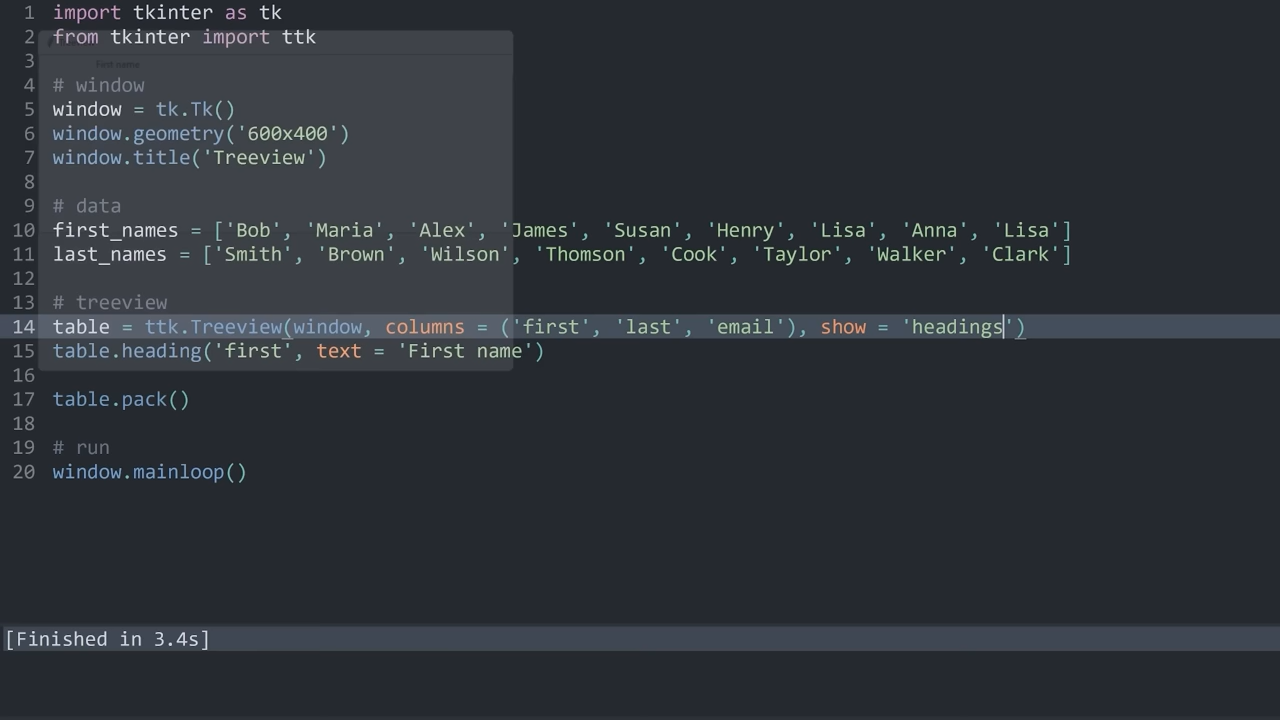 1 import tkinter as tk
2 from tkinter import ttk
3
First name
4 # window
5 window = tk.Tk()
6 window.geometry('600x400')
7 window.title('Treeview')
8
9 # data
10 first_names = ['Bob', 'Maria', 'Alex', 'James', 'Susan', 'Henry', 'Lisa', 'Anna', 'Lisa']
11 last_names = ['Smith', 'Brown', 'Wilson', 'Thomson', 'Cook', 'Taylor', 'Walker', 'Clark']
12
13 # treeview
14 table = ttk.Treeview(window, columns = ('first', 'last', 'email'), show = 'headings')
15 table.heading('first', text = 'First name')
16
17 table.pack()
18
19 # run
20 window.mainloop()
[Finished in 3.4s]